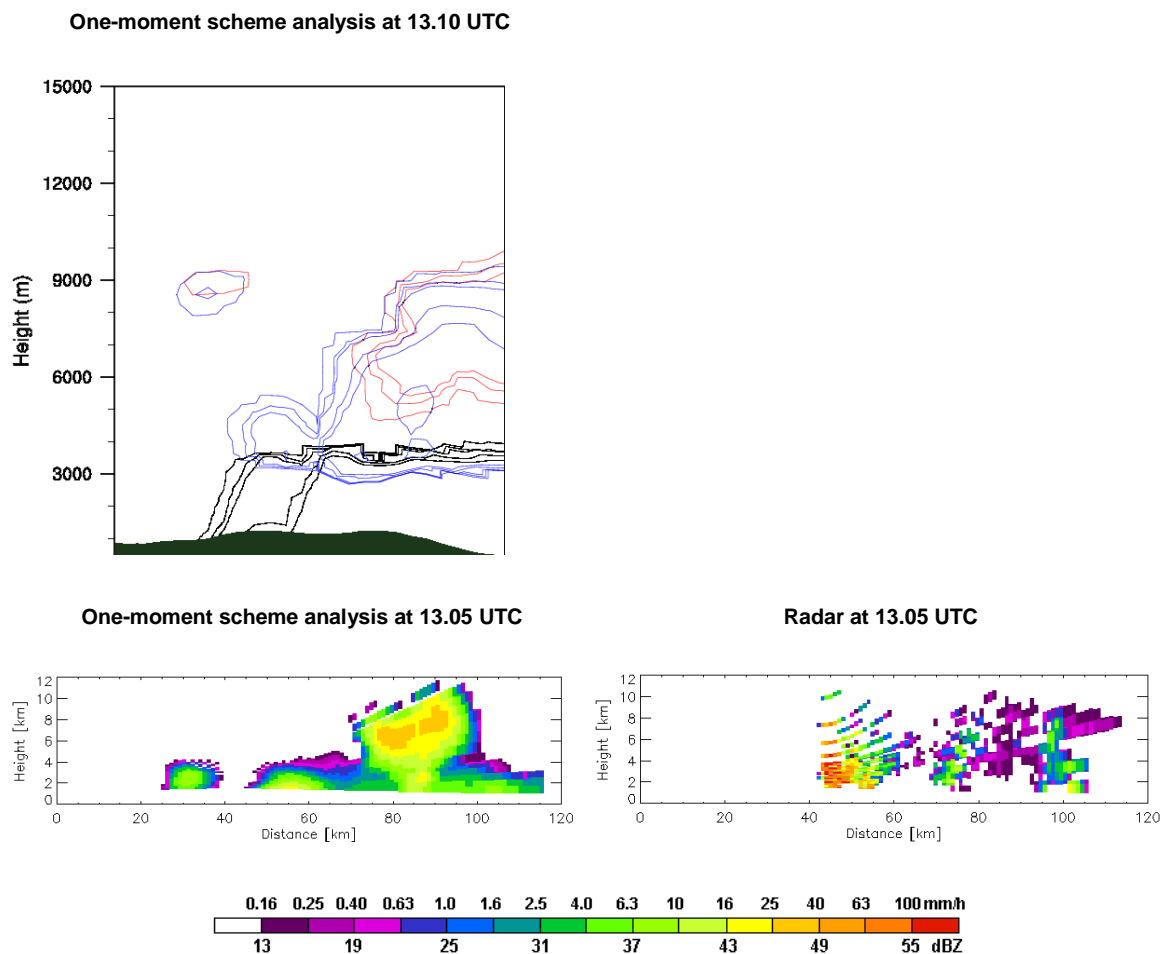 One-moment scheme analysis at 13.10 UTC
15000
12000
9000
6000
3000
Height (m)
One-moment scheme analysis at 13.05 UTC
Radar at 13.05 UTC
12
10
8
6
4
2
0
Height [km]
0 20 40 60 80 100 120
Distance [km]
12
10
8
6
4
2
0
Height [km]
0 20 40 60 80 100 120
Distance [km]
0.16 0.25 0.40 0.63 1.0 1.6 2.5 4.0 6.3 10 16 25 40 63 100 mm/h
13 19 25 31 37 43 49 55 dBZ